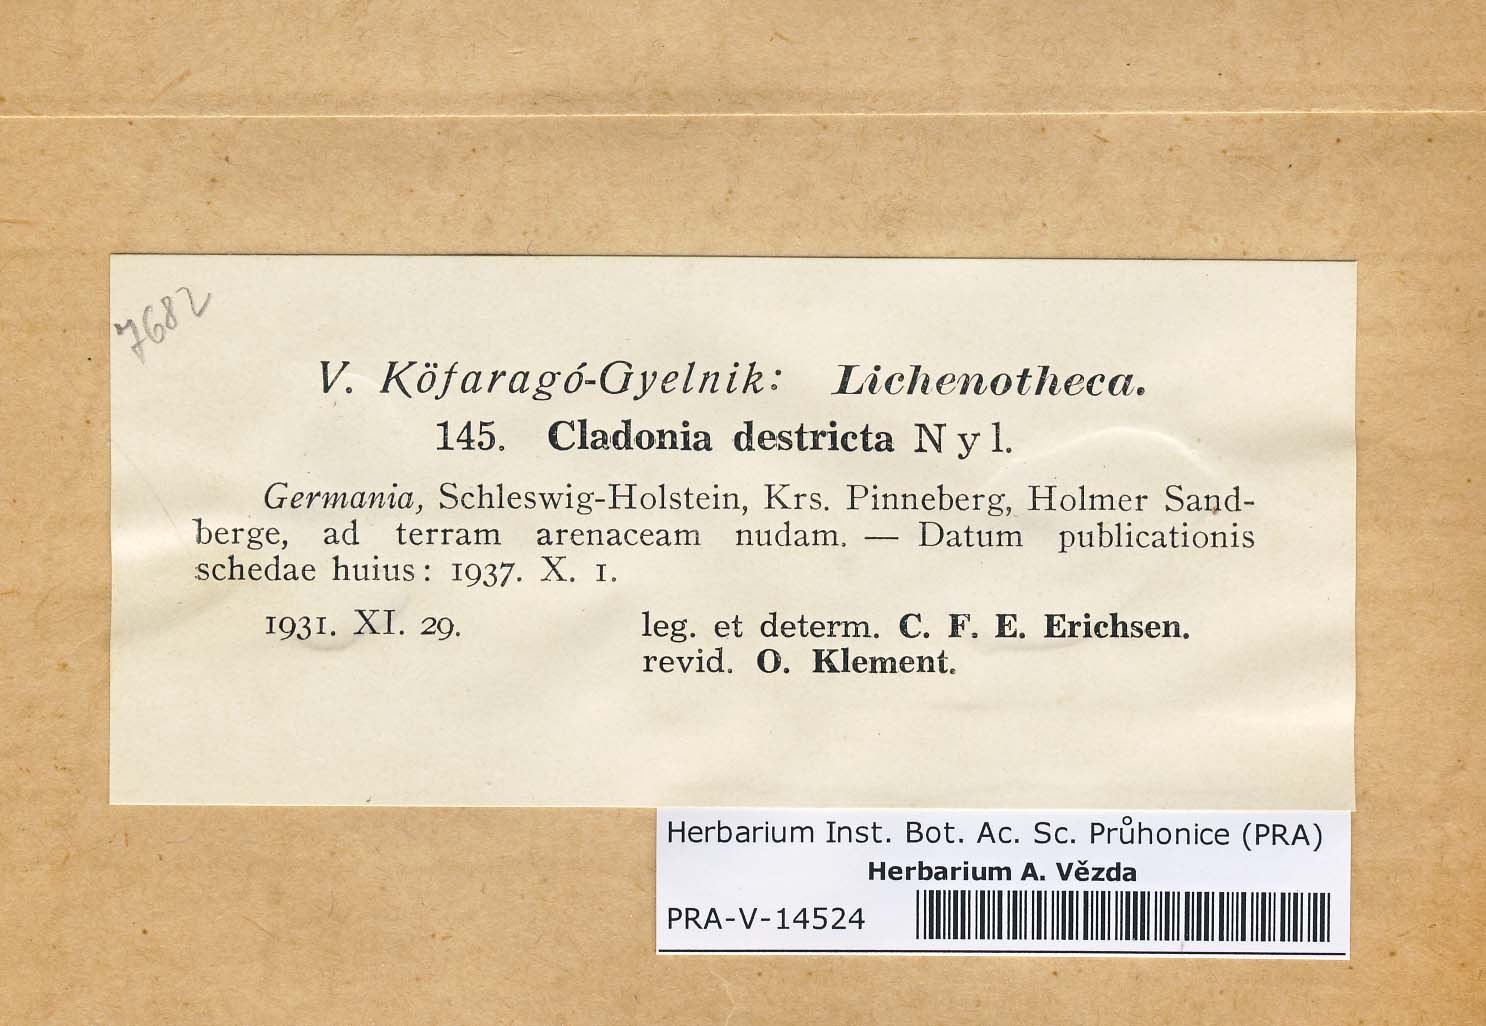 7682
V. Köfaragó-Gyelnik: Lichenotheca.
145. Cladonia destricta Nyl.
Germania, Schleswig-Holstein, Krs. Pinneberg, Holmer Sand-
berge, ad terram arenaceam nudam. — Datum publicationis
schedae huius: 1937. X. 1.
1931. XI. 29. leg. et determ. C. F. E. Erichsen.
revid. O. Klement.
Herbarium Inst. Bot. Ac. Sc. Průhonice (PRA)
Herbarium A. Vězda
PRA-V-14524